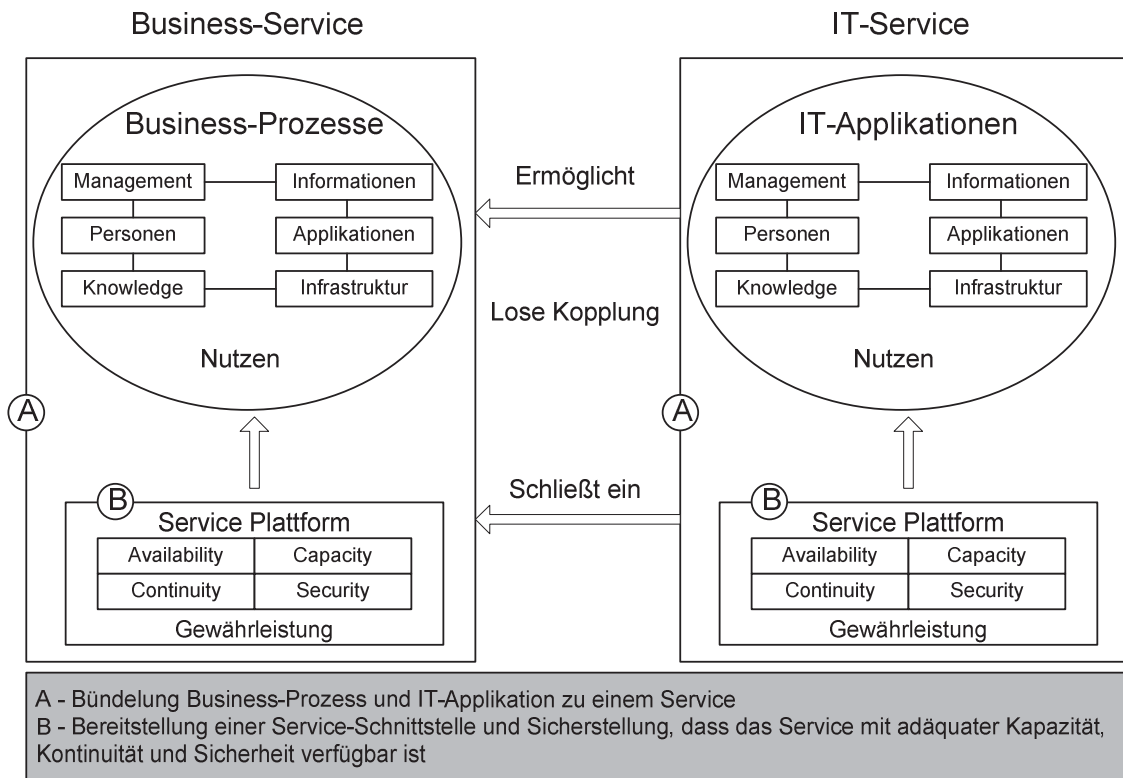 Business-Service
IT-Service
Business-Prozesse
Management
Informationen
Personen
Applikationen
Knowledge
Infrastruktur
Nutzen
A
B
Service Plattform
Availability
Capacity
Continuity
Security
Gewährleistung
Ermöglicht
Lose Kopplung
Schließt ein
IT-Applikationen
Management
Informationen
Personen
Applikationen
Knowledge
Infrastruktur
Nutzen
A
B
Service Plattform
Availability
Capacity
Continuity
Security
Gewährleistung
A - Bündelung Business-Prozess und IT-Applikation zu einem Service
B - Bereitstellung einer Service-Schnittstelle und Sicherstellung, dass das Service mit adäquater Kapazität,
Kontinuität und Sicherheit verfügbar ist